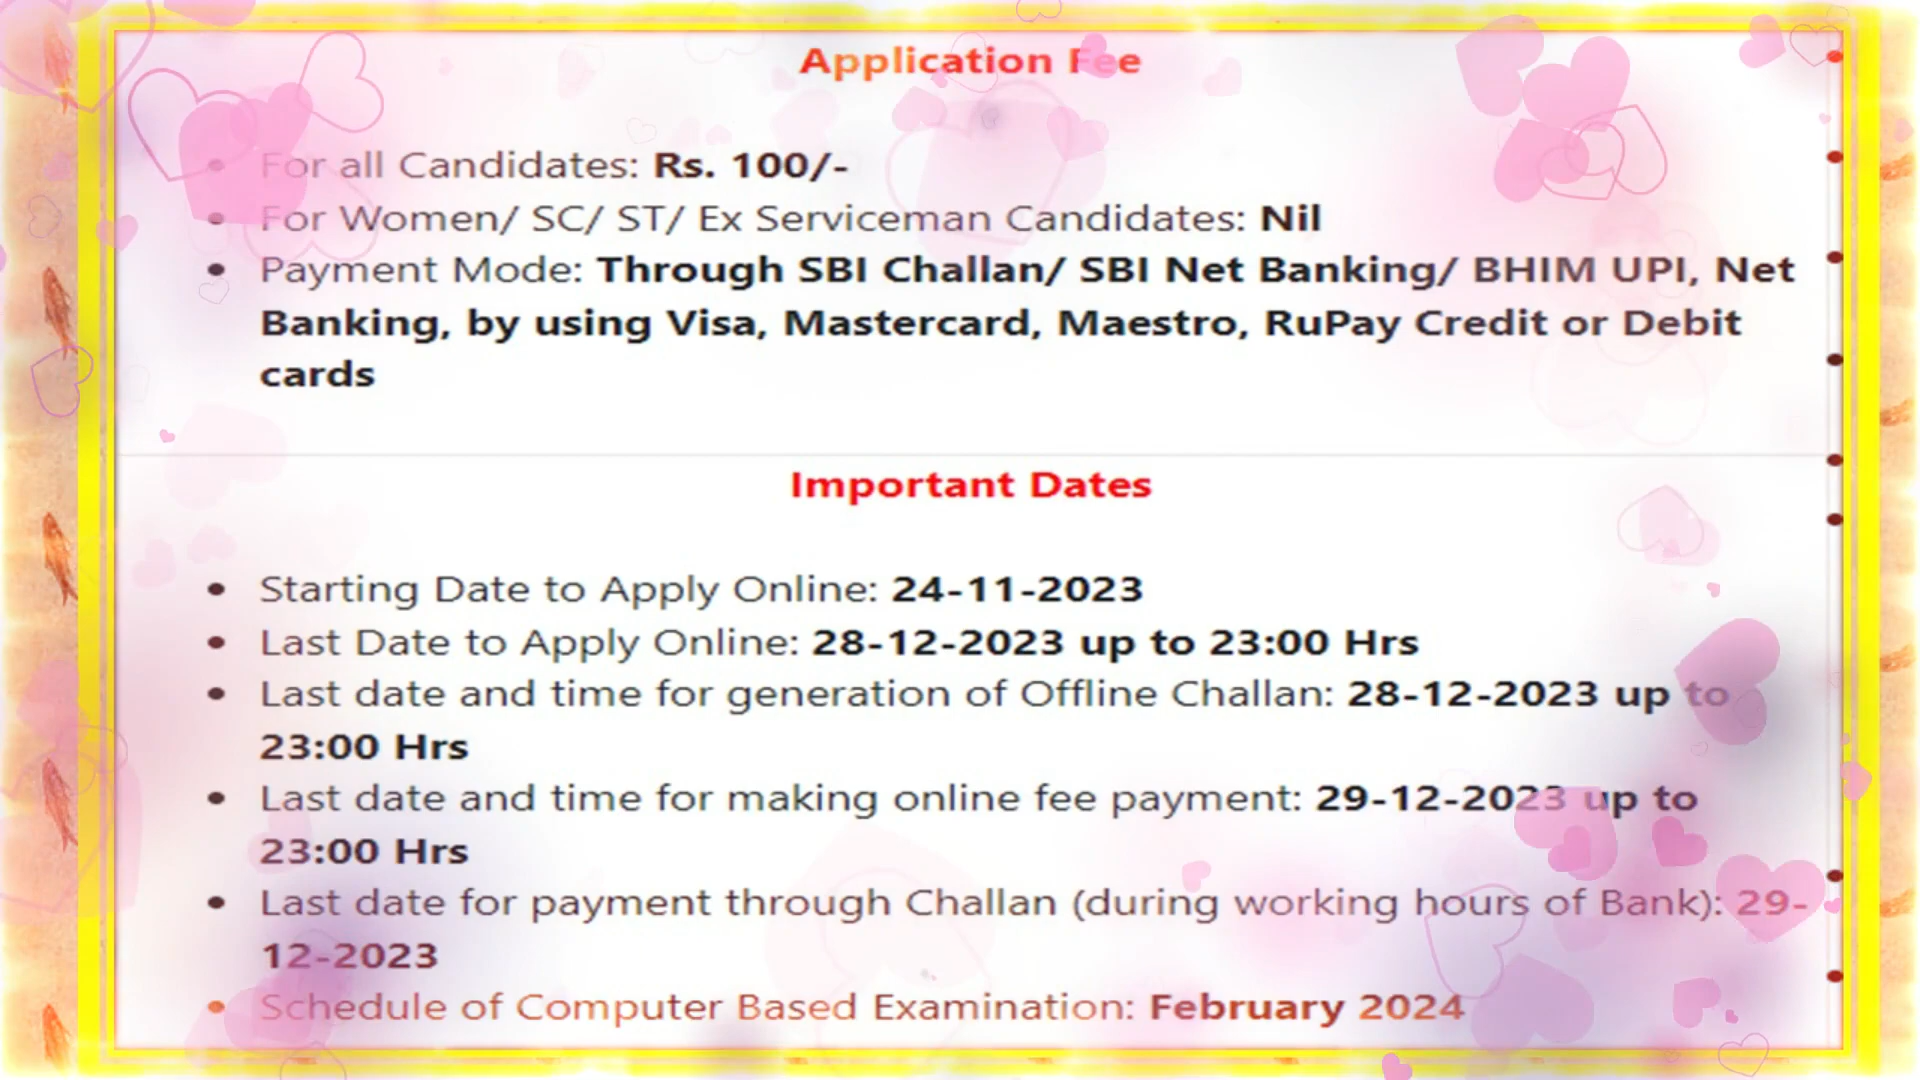 Application Fee
• For all Candidates: Rs. 100/-
• For Women/ SC/ ST/ Ex Serviceman Candidates: Nil
• Payment Mode: Through SBI Challan/ SBI Net Banking/ BHIM UPI, Net
Banking, by using Visa, Mastercard, Maestro, RuPay Credit or Debit
cards
Important Dates
• Starting Date to Apply Online: 24-11-2023
• Last Date to Apply Online: 28-12-2023 up to 23:00 Hrs
• Last date and time for generation of Offline Challan: 28-12-2023 up to
23:00 Hrs
• Last date and time for making online fee payment: 29-12-2023 up to
23:00 Hrs
• Last date for payment through Challan (during working hours of Bank): 29-
12-2023
• Schedule of Computer Based Examination: February 2024